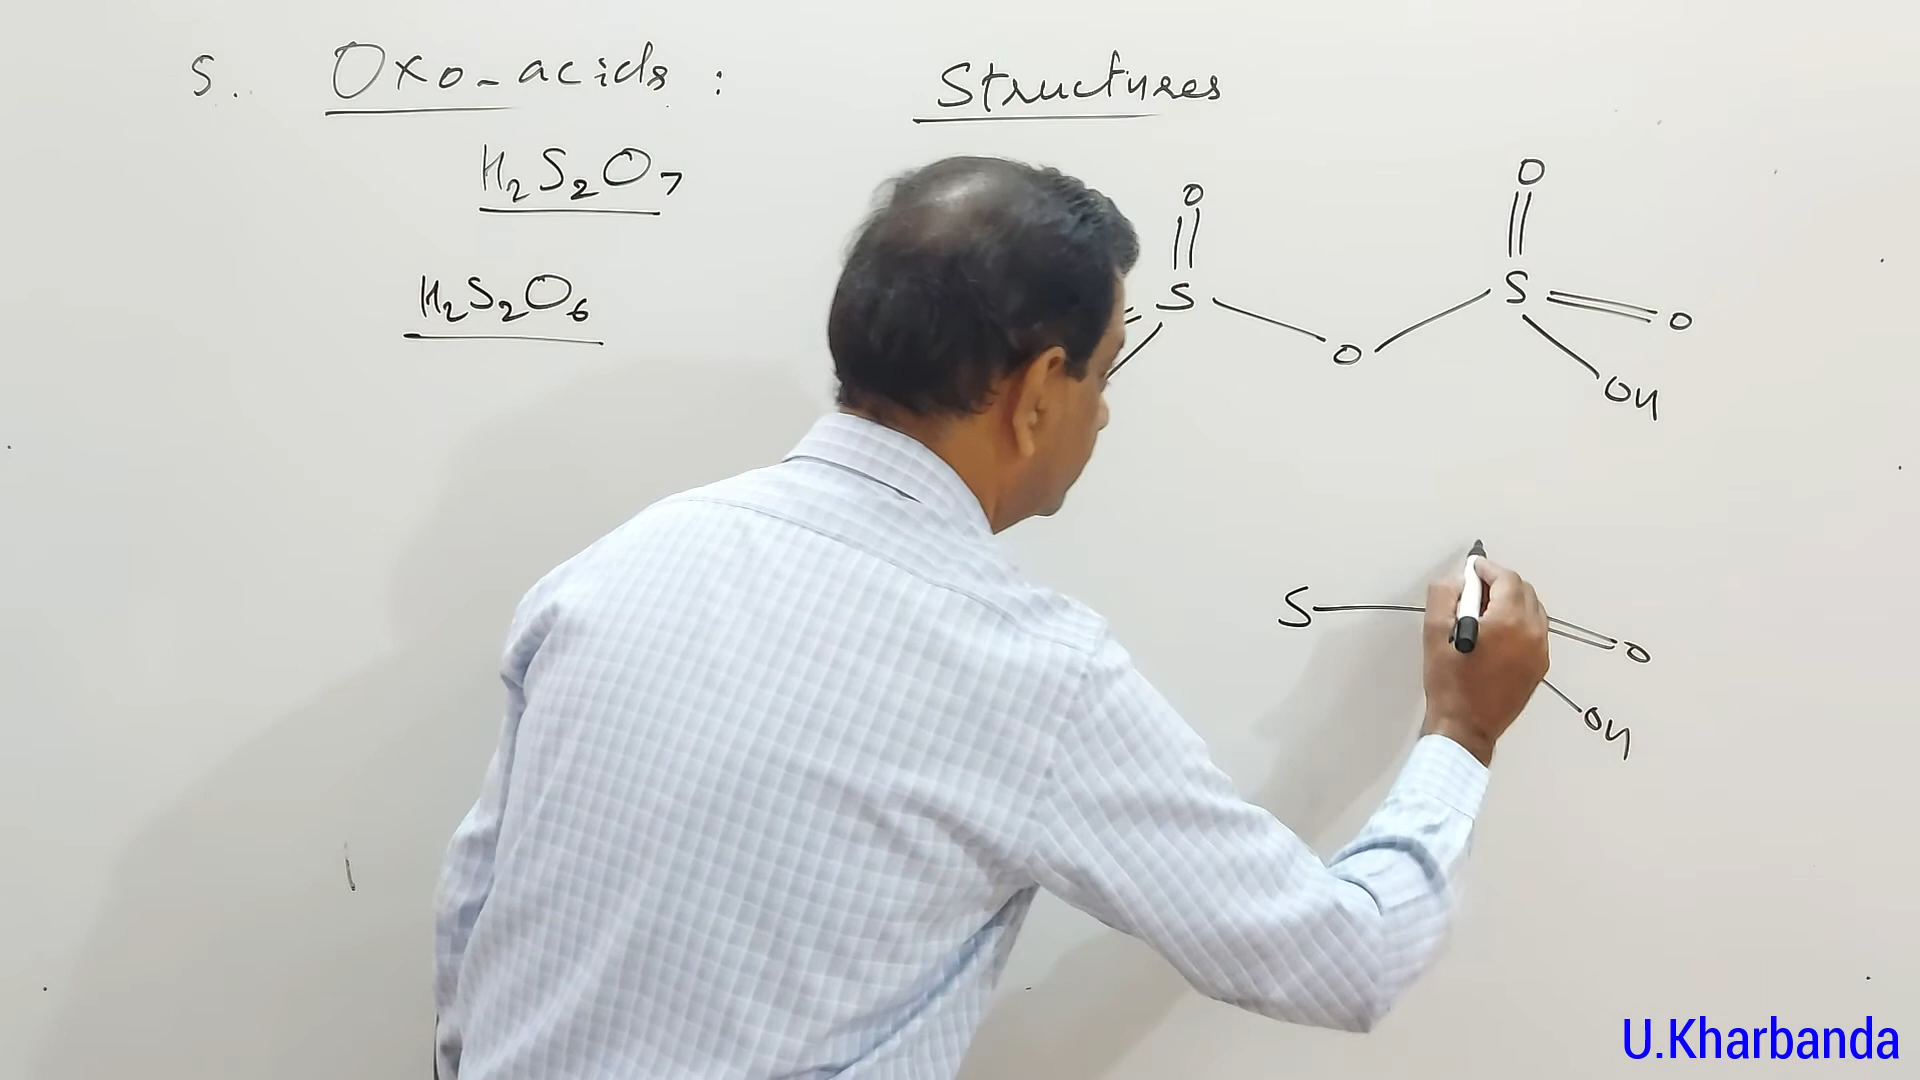 S. Oxo-acids : Structures
H₂S₂O₇
H₂S₂O₆
O O
S S O
O OH
S O
OH
U.Kharbanda